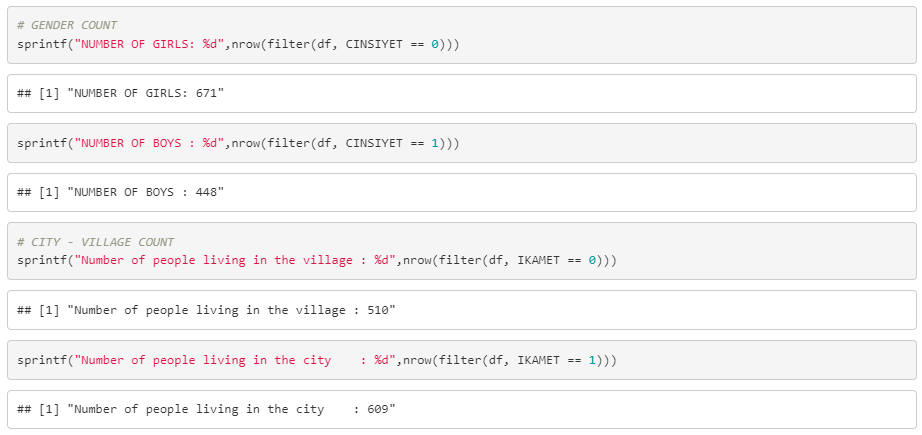 # GENDER COUNT
sprintf("NUMBER OF GIRLS: %d",nrow(filter(df, CINSIYET == 0)))
## [1] "NUMBER OF GIRLS: 671"
sprintf("NUMBER OF BOYS : %d",nrow(filter(df, CINSIYET == 1)))
## [1] "NUMBER OF BOYS : 448"
# CITY - VILLAGE COUNT
sprintf("Number of people living in the village : %d",nrow(filter(df, IKAMET == 0)))
## [1] "Number of people living in the village : 510"
sprintf("Number of people living in the city    : %d",nrow(filter(df, IKAMET == 1)))
## [1] "Number of people living in the city    : 609"